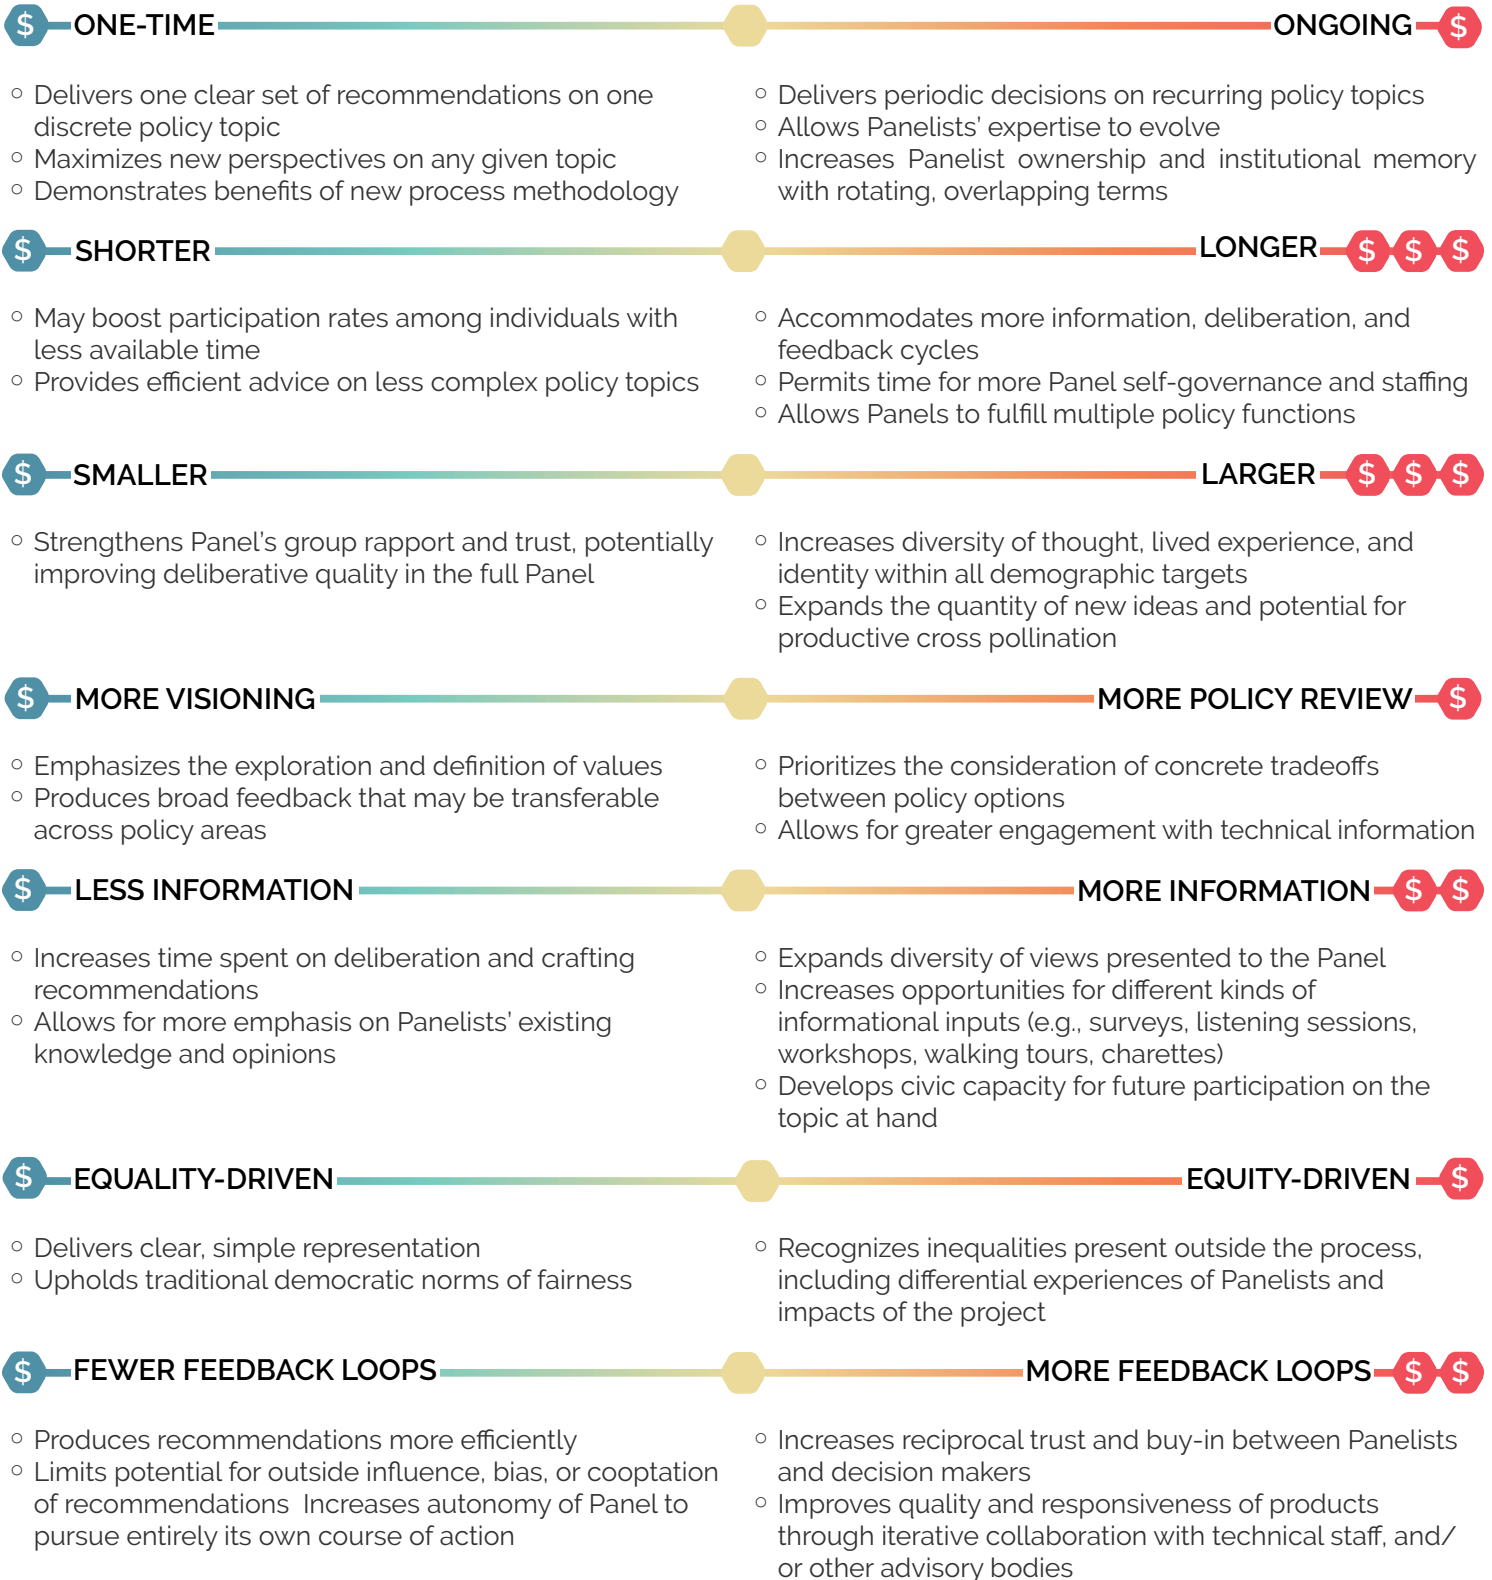 $ ONE-TIME ONGOING $
○ Delivers one clear set of recommendations on one
discrete policy topic
○ Maximizes new perspectives on any given topic
○ Demonstrates benefits of new process methodology
○ Delivers periodic decisions on recurring policy topics
○ Allows Panelists’ expertise to evolve
○ Increases Panelist ownership and institutional memory
with rotating, overlapping terms
$ SHORTER LONGER $ $ $
○ May boost participation rates among individuals with
less available time
○ Provides efficient advice on less complex policy topics
○ Accommodates more information, deliberation, and
feedback cycles
○ Permits time for more Panel self-governance and staffing
○ Allows Panels to fulfill multiple policy functions
$ SMALLER LARGER $ $ $
○ Strengthens Panel’s group rapport and trust, potentially
improving deliberative quality in the full Panel
○ Increases diversity of thought, lived experience, and
identity within all demographic targets
○ Expands the quantity of new ideas and potential for
productive cross pollination
$ MORE VISIONING MORE POLICY REVIEW $
○ Emphasizes the exploration and definition of values
○ Produces broad feedback that may be transferable
across policy areas
○ Prioritizes the consideration of concrete tradeoffs
between policy options
○ Allows for greater engagement with technical information
$ LESS INFORMATION MORE INFORMATION $ $
○ Increases time spent on deliberation and crafting
recommendations
○ Allows for more emphasis on Panelists’ existing
knowledge and opinions
○ Expands diversity of views presented to the Panel
○ Increases opportunities for different kinds of
informational inputs (e.g., surveys, listening sessions,
workshops, walking tours, charettes)
○ Develops civic capacity for future participation on the
topic at hand
$ EQUALITY-DRIVEN EQUITY-DRIVEN $
○ Delivers clear, simple representation
○ Upholds traditional democratic norms of fairness
○ Recognizes inequalities present outside the process,
including differential experiences of Panelists and
impacts of the project
$ FEWER FEEDBACK LOOPS MORE FEEDBACK LOOPS $ $
○ Produces recommendations more efficiently
○ Limits potential for outside influence, bias, or cooptation
of recommendations  Increases autonomy of Panel to
pursue entirely its own course of action
○ Increases reciprocal trust and buy-in between Panelists
and decision makers
○ Improves quality and responsiveness of products
through iterative collaboration with technical staff, and/
or other advisory bodies